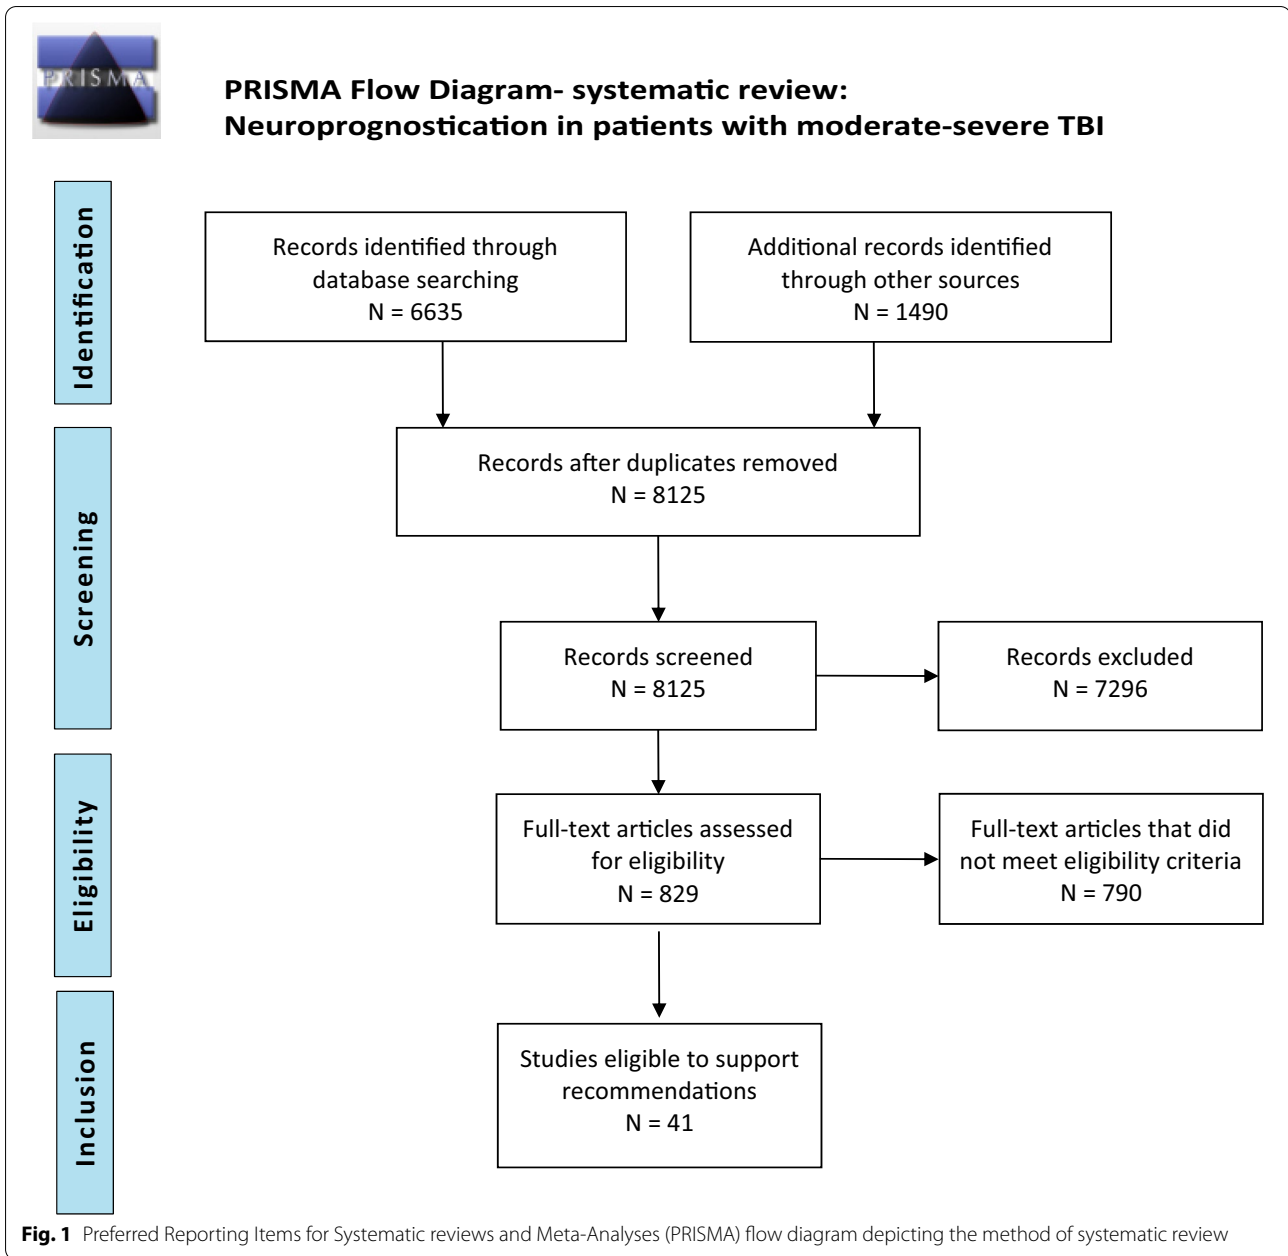 PRISMA
PRISMA Flow Diagram- systematic review:
Neuroprognostication in patients with moderate-severe TBI
Identification
Records identified through
database searching
N = 6635
Additional records identified
through other sources
N = 1490
Screening
Records after duplicates removed
N = 8125
Records screened
N = 8125
Records excluded
N = 7296
Eligibility
Full-text articles assessed
for eligibility
N = 829
Full-text articles that did
not meet eligibility criteria
N = 790
Inclusion
Studies eligible to support
recommendations
N = 41
Fig. 1 Preferred Reporting Items for Systematic reviews and Meta-Analyses (PRISMA) flow diagram depicting the method of systematic review